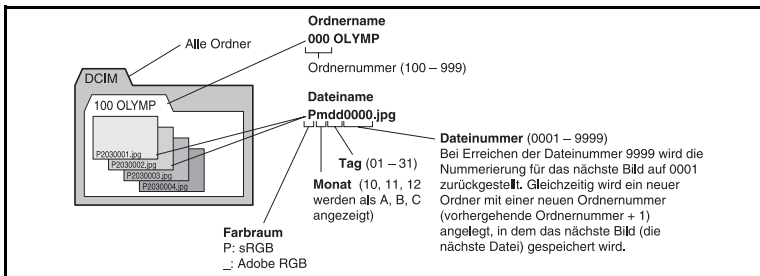 Ordnername
000 OLYMP
Ordnernummer (100 – 999)
Alle Ordner
DCIM
100 OLYMP
P2030001.jpg
P2030002.jpg
P2030003.jpg
P2030004.jpg
Dateiname
Pmdd0000.jpg
Dateinummer (0001 – 9999)
Bei Erreichen der Dateinummer 9999 wird die
Nummerierung für das nächste Bild auf 0001
zurückgestellt. Gleichzeitig wird ein neuer
Ordner mit einer neuen Ordnernummer
(vorhergehende Ordnernummer + 1)
angelegt, in dem das nächste Bild (die
nächste Datei) gespeichert wird.
Tag (01 – 31)
Monat (10, 11, 12
werden als A, B, C
angezeigt)
Farbraum
P: sRGB
_: Adobe RGB